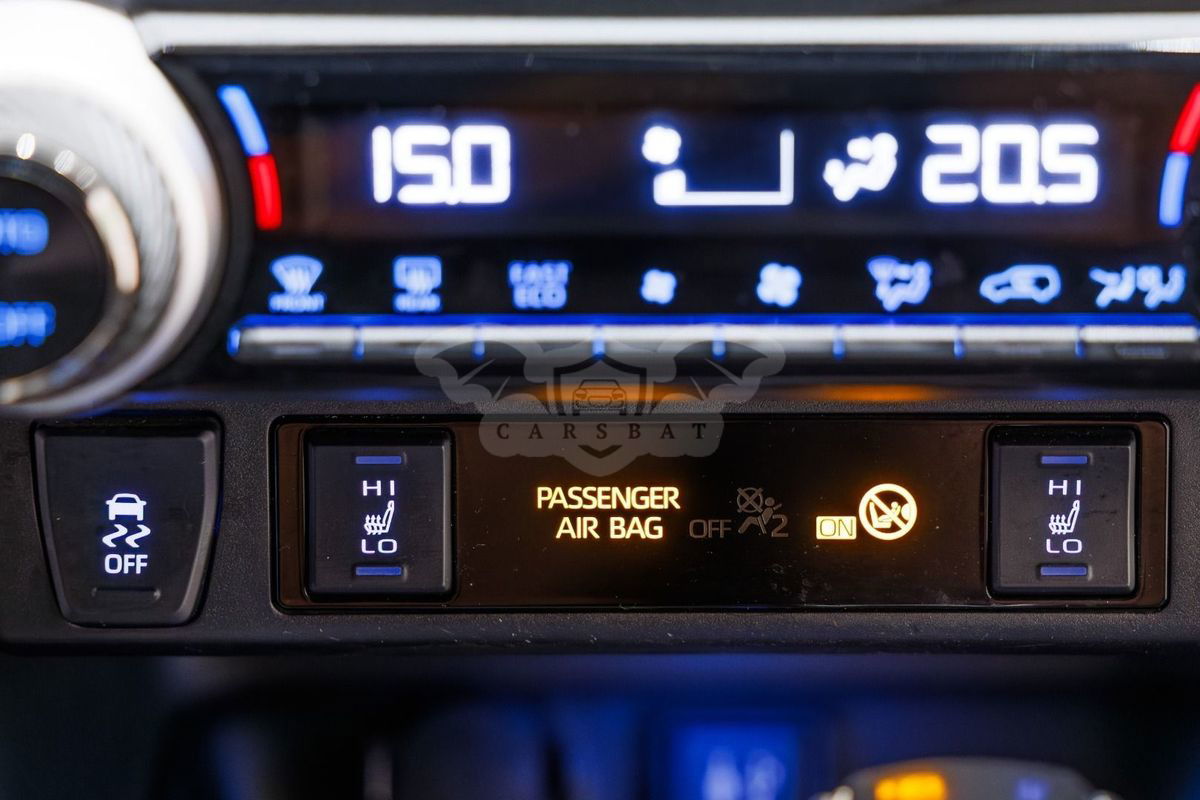 15.0
20.5
FRONT
REAR
FAST
ECO
OFF
CARSBAT
OFF
HI
LO
PASSENGER
AIR BAG
OFF
2
ON
HI
LO